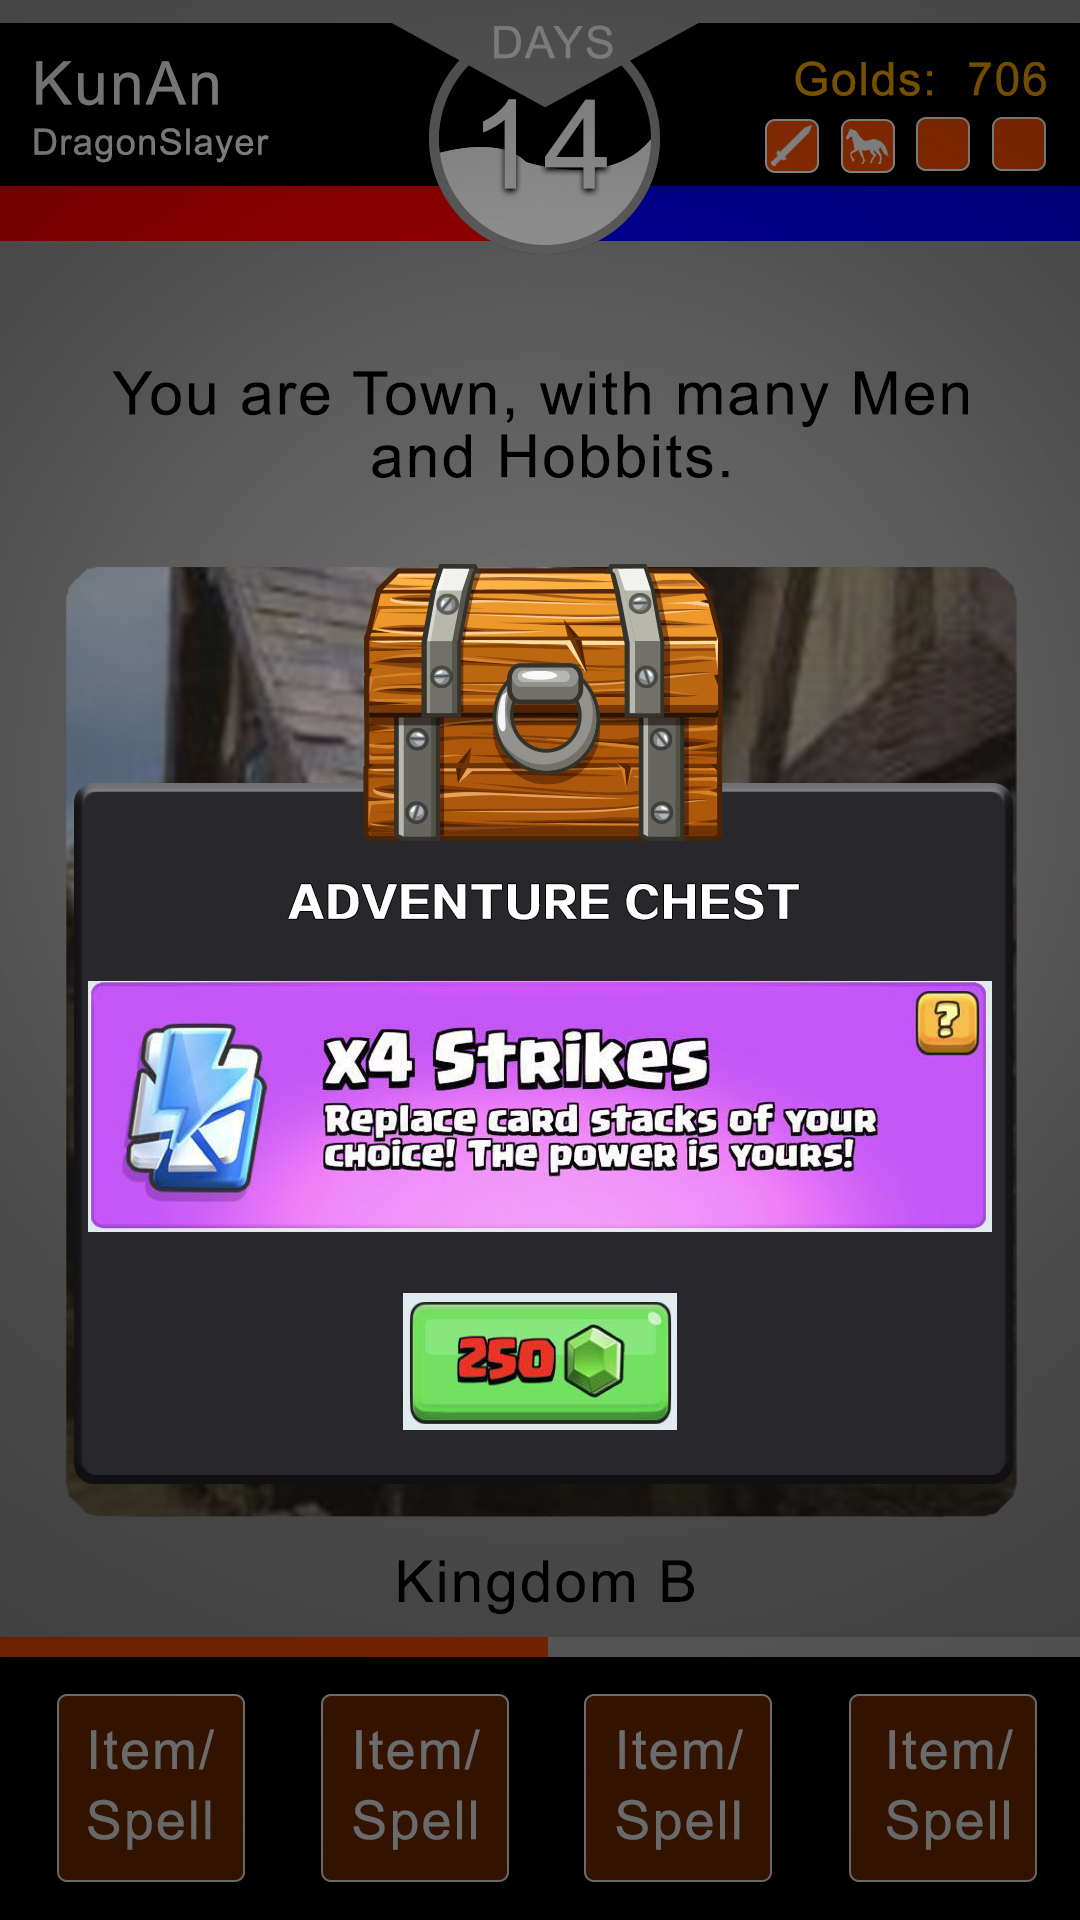 DAYS
KunAn
Golds: 706
DragonSlayer
14
You are Town, with many Men
and Hobbits.
ADVENTURE CHEST
?
x4 Strikes
Replace card stacks of your
choice! The power is yours!
250
Kingdom B
Item/ Item/ Item/ Item/
Spell Spell Spell Spell